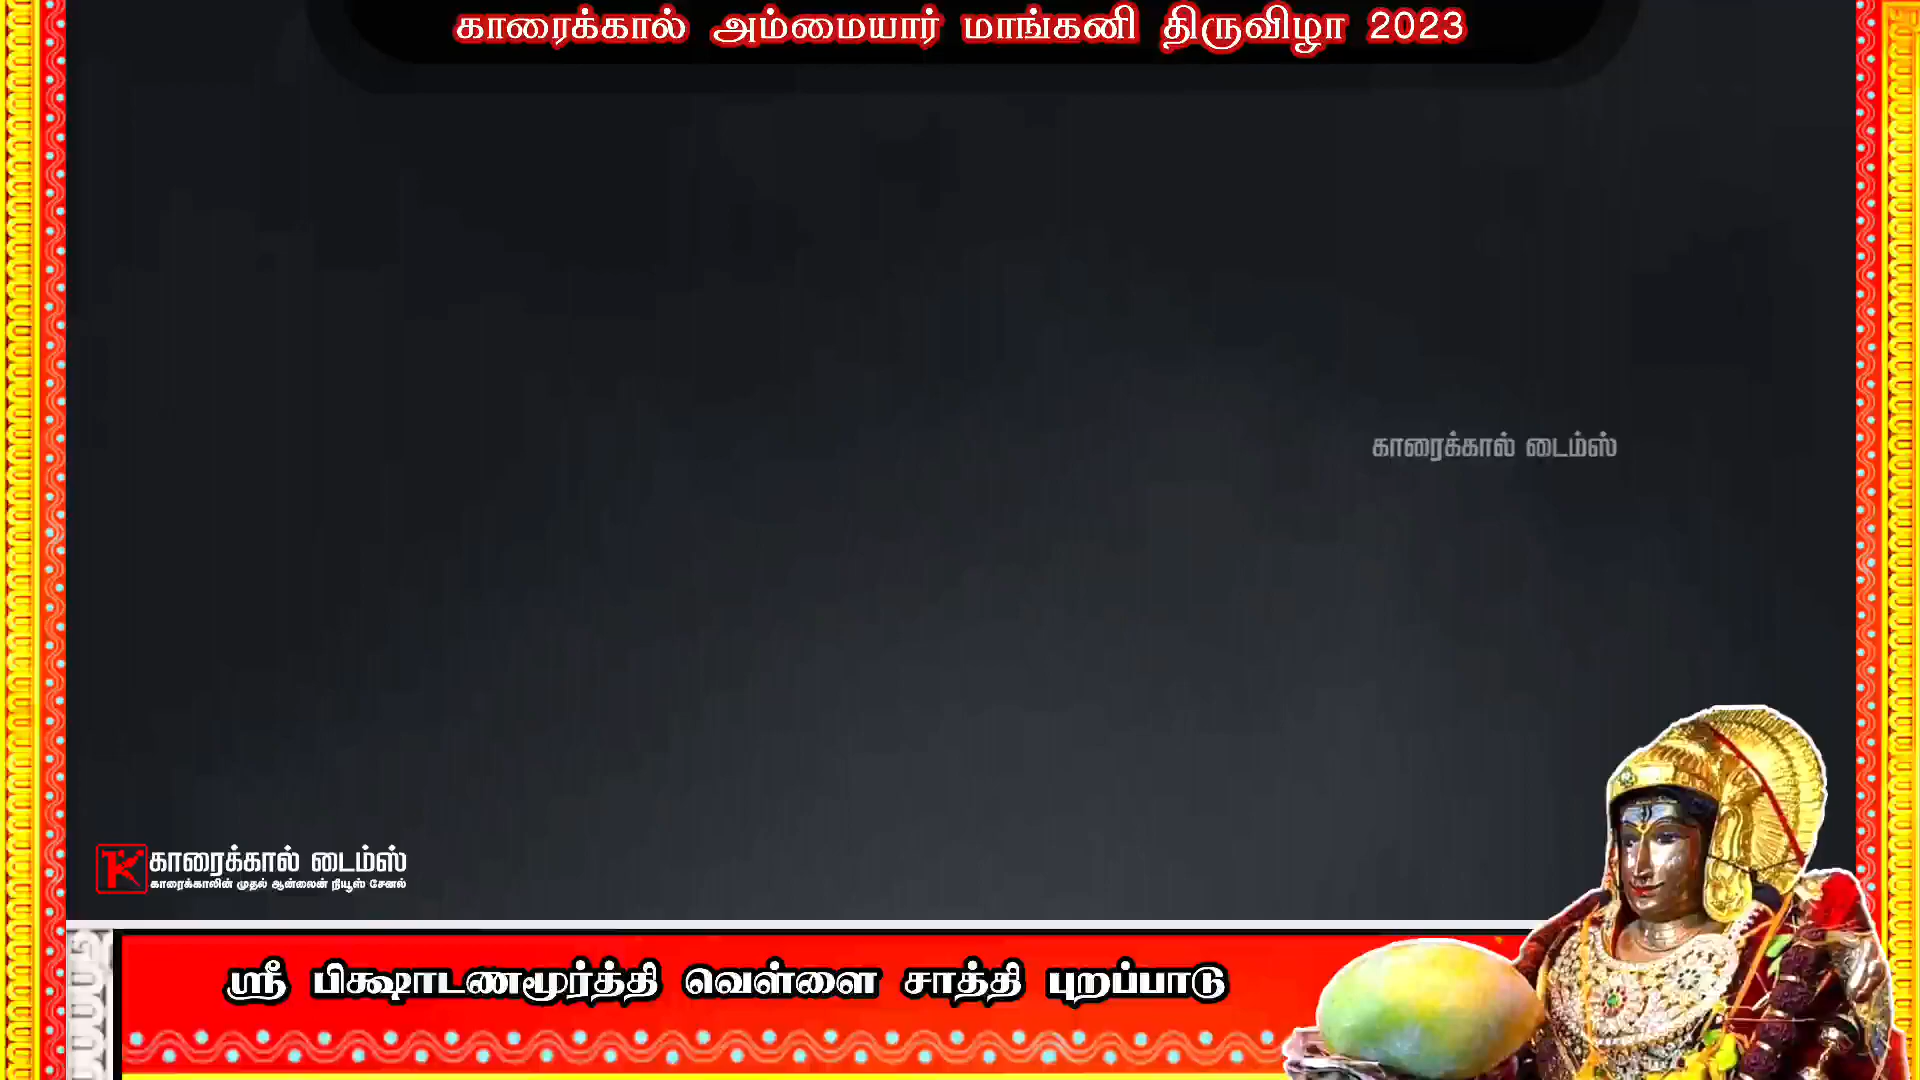 காரைக்கால் அம்மையார் மாங்கனி திருவிழா 2023
காரைக்கால் டைம்ஸ்
காரைக்கால் டைம்ஸ்
காரைக்காலின் முதல் ஆன்லைன் நியூஸ் சேனல்
ஸ்ரீ பிக்ஷாடணமூர்த்தி வெள்ளை சாத்தி புறப்பாடு